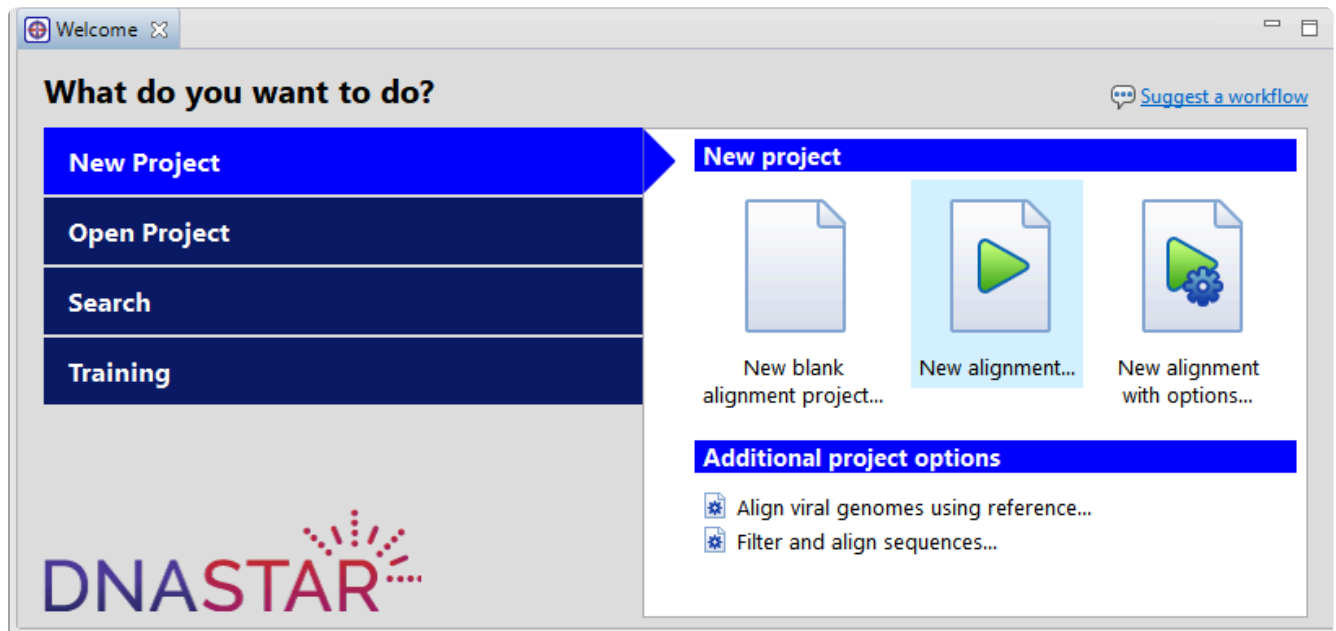 Welcome
What do you want to do?
Suggest a workflow
New Project
Open Project
Search
Training
New project
New blank
alignment project...
New alignment...
New alignment
with options...
Additional project options
Align viral genomes using reference...
Filter and align sequences...
DNASTAR